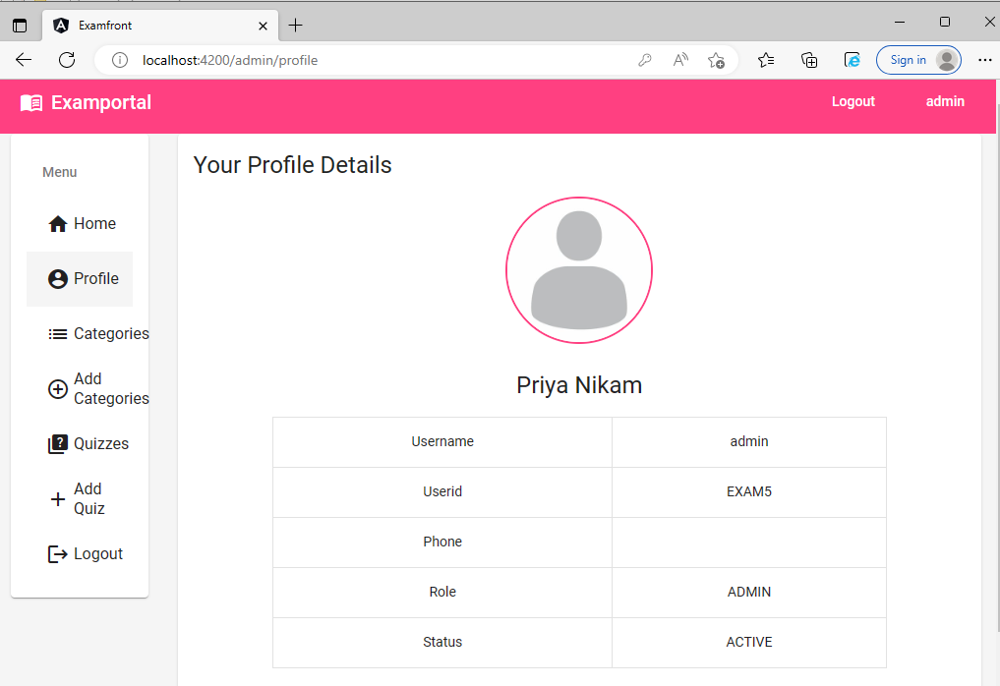 Examfront
localhost:4200/admin/profile
Sign in
Examportal
Logout
admin
Menu
Home
Profile
Categories
Add
Categories
Quizzes
Add
Quiz
Logout
Your Profile Details
Priya Nikam
Username admin
Userid EXAM5
Phone
Role ADMIN
Status ACTIVE